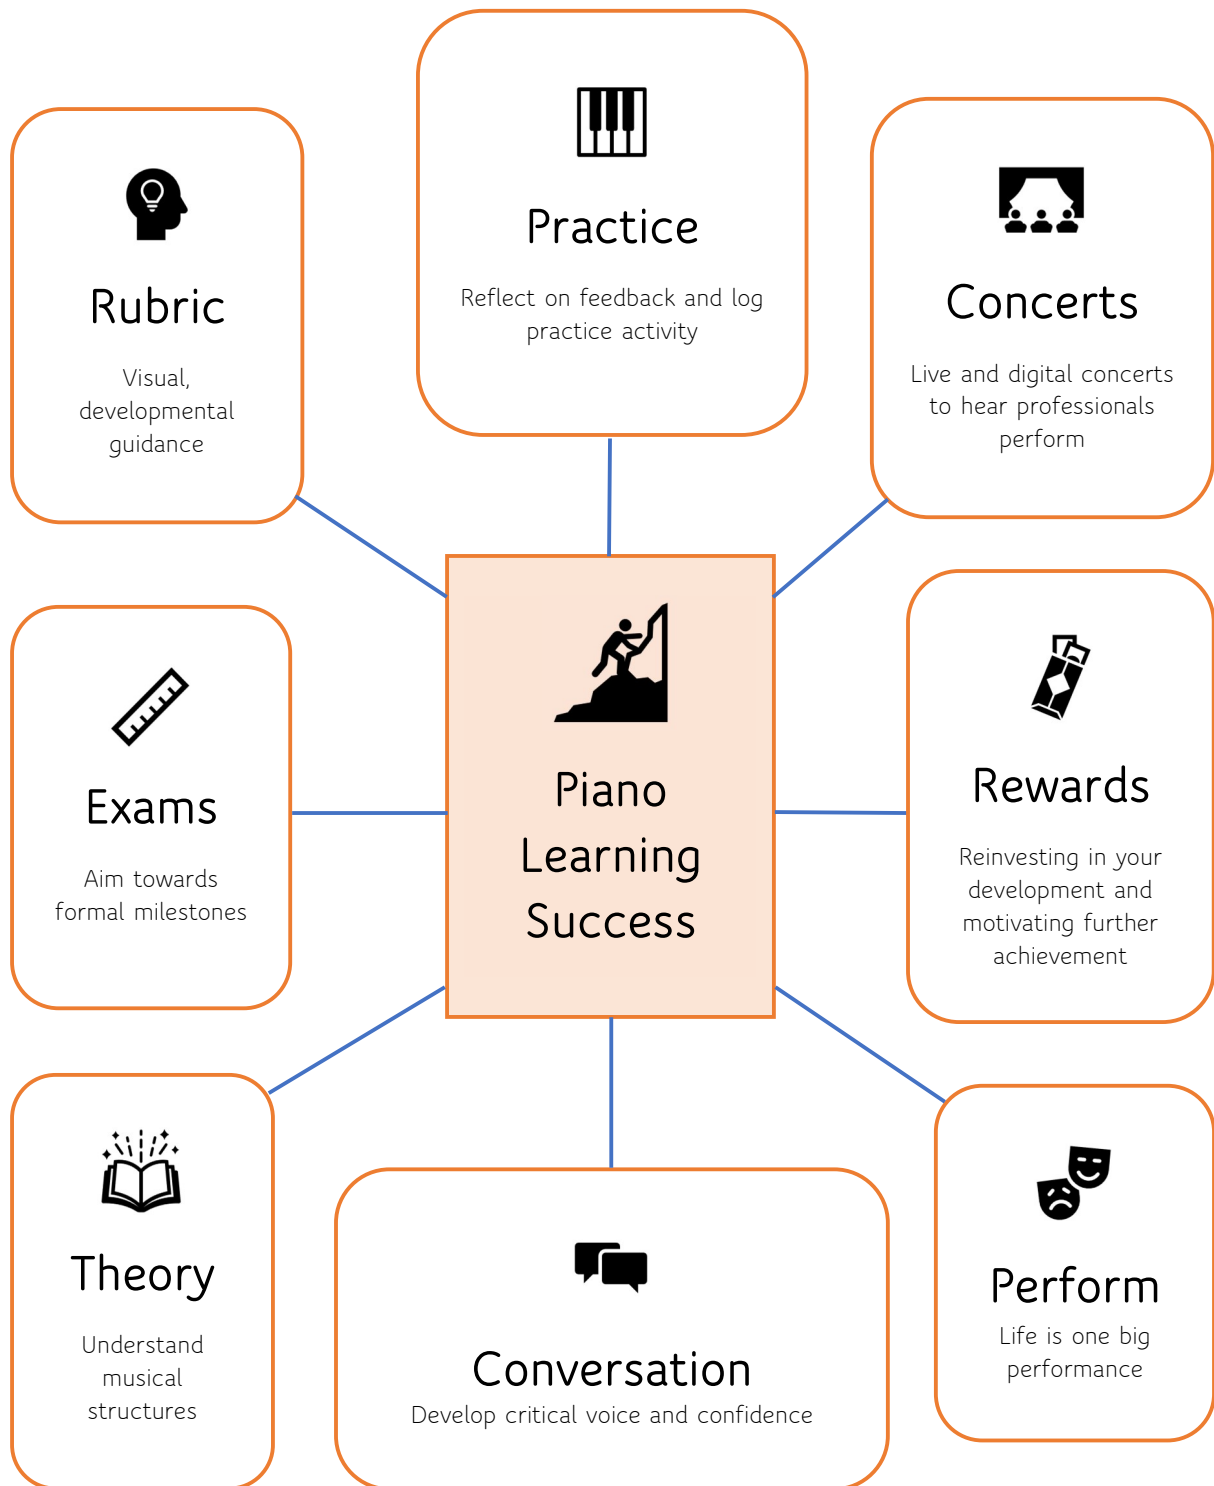 Practice
Reflect on feedback and log
practice activity
Rubric
Visual,
developmental
guidance
Concerts
Live and digital concerts
to hear professionals
perform
Exams
Aim towards
formal milestones
Piano
Learning
Success
Rewards
Reinvesting in your
development and
motivating further
achievement
Theory
Understand
musical
structures
Conversation
Develop critical voice and confidence
Perform
Life is one big
performance